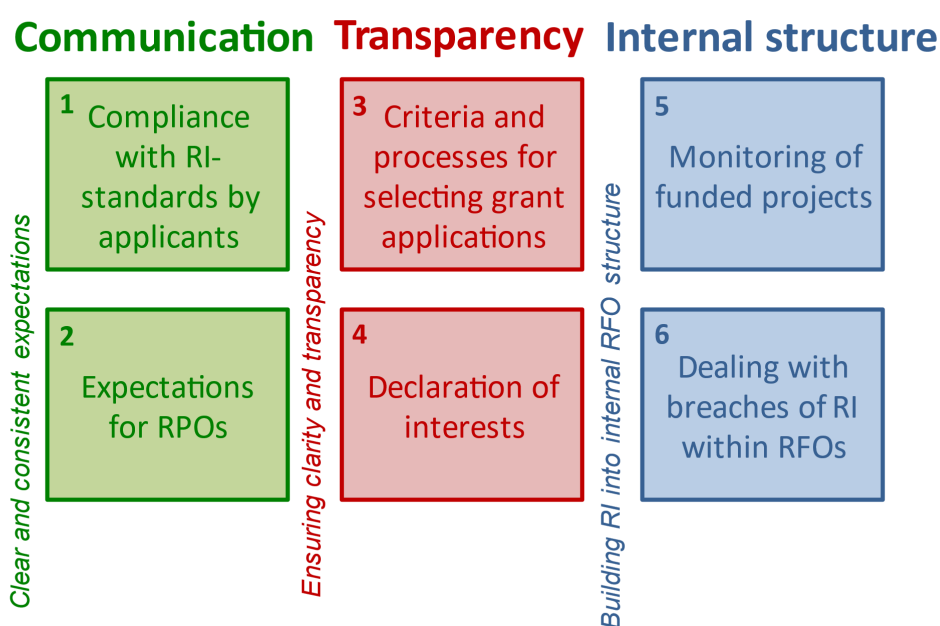 Communication
Transparency
Internal structure
Clear and consistent expectations
1
Compliance
with RI-
standards by
applicants
2
Expectations
for RPOs
Ensuring clarity and transparency
3
Criteria and
processes for
selecting grant
applications
4
Declaration of
interests
Building RI into internal RFO structure
5
Monitoring of
funded projects
6
Dealing with
breaches of RI
within RFOs